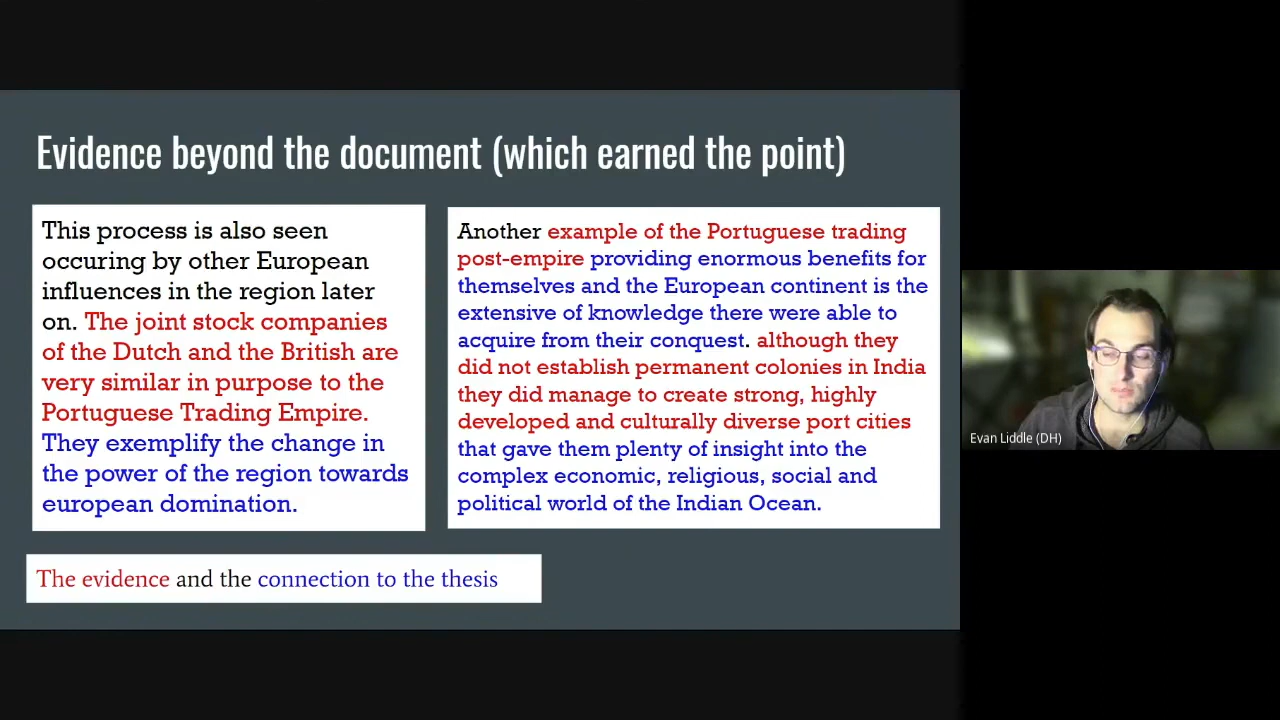 Evidence beyond the document (which earned the point)
This process is also seen
occuring by other European
influences in the region later
on. The joint stock companies
of the Dutch and the British are
very similar in purpose to the
Portuguese Trading Empire.
They exemplify the change in
the power of the region towards
european domination.
Another example of the Portuguese trading
post-empire providing enormous benefits for
themselves and the European continent is the
extensive of knowledge there were able to
acquire from their conquest. although they
did not establish permanent colonies in India
they did manage to create strong, highly
developed and culturally diverse port cities
that gave them plenty of insight into the
complex economic, religious, social and
political world of the Indian Ocean.
The evidence and the connection to the thesis
Evan Liddle (DH)